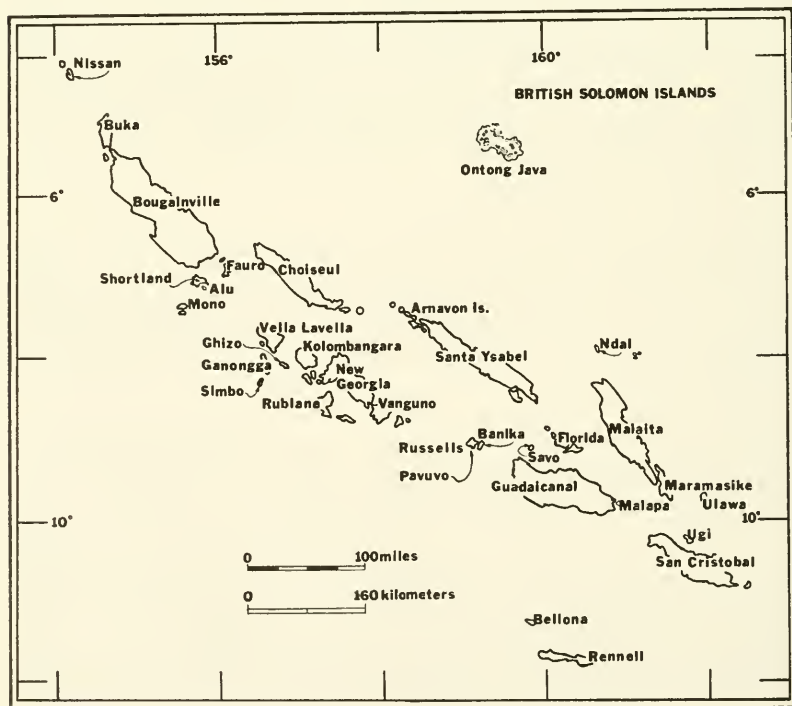 156°
160°
Nissan
BRITISH SOLOMON ISLANDS
Buka
Ontong Java
6°
6°
Bougainville
Fauro
Choiseul
Shortland
Alu
Mono
Arnavon Is.
Vella Lavella
Ghizo
Kolombangara
Ndai
Ganongga
New
Georgia
Santa Ysabel
Simbo
Rubiane
Vanguno
Malaita
Banika
Florida
Russells
Savo
Pavuvo
Guadalcanal
Maramasike
Malapa
Ulawa
10°
10°
Ugi
San Cristobal
0
100 miles
0
160 kilometers
Bellona
Rennell